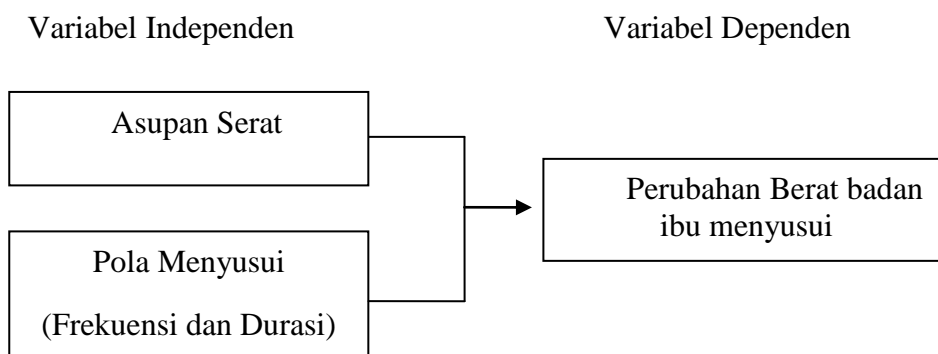 Variabel Independen
Variabel Dependen
Asupan Serat
Perubahan Berat badan
ibu menyusui
Pola Menyusui
(Frekuensi dan Durasi)